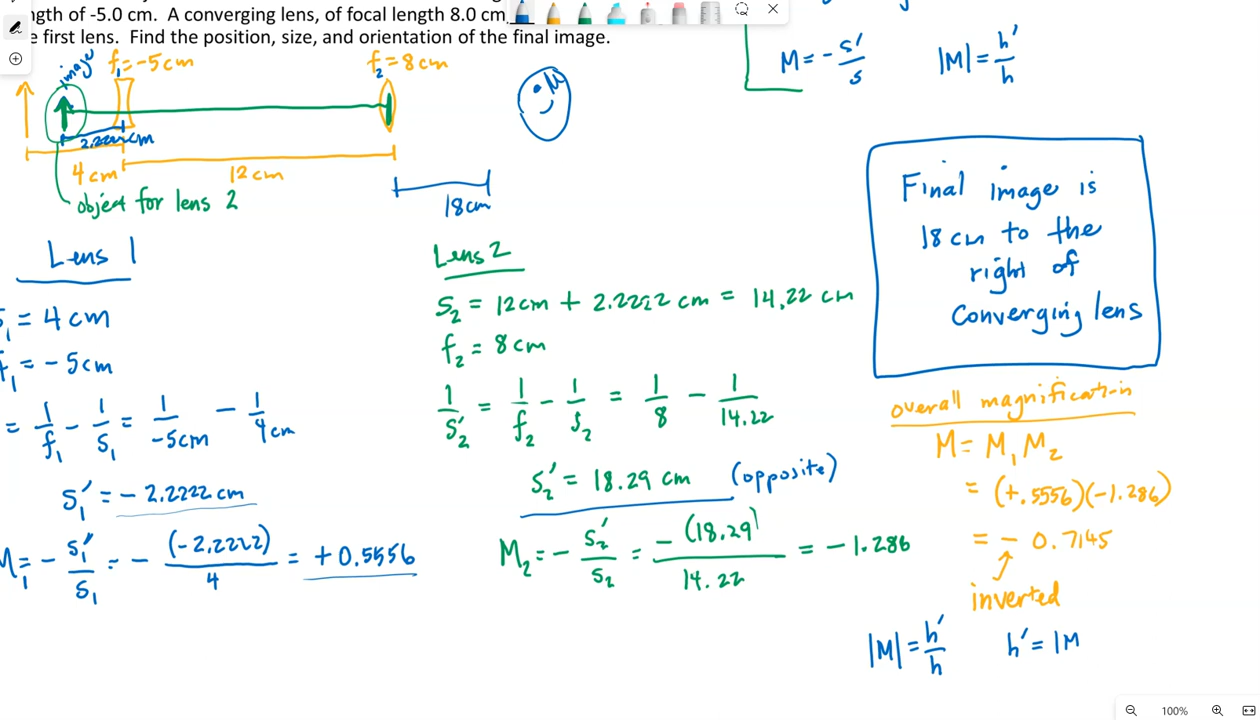 ngth of -5.0 cm. A converging lens, of focal length 8.0 cm
e first lens. Find the position, size, and orientation of the final image.
M = - s'/s
|M| = h'/h
image
f₁ = -5cm
f₂ = 8cm
2.222cm
4 cm
12 cm
object for lens 2
18cm
Final image is
18 cm to the
right of
Converging lens
Lens 1
S₁ = 4 cm
f₁ = - 5cm
= 1/f₁ - 1/S₁ = 1/-5cm - 1/4cm
S₁' = - 2.2222 cm
M₁ = - S₁'/S₁ = - (-2.2222)/4 = +0.5556
Lens 2
S₂ = 12cm + 2.2222 cm = 14.22 cm
f₂ = 8cm
1/S₂' = 1/f₂ - 1/S₂ = 1/8 - 1/14.22
S₂' = 18.29 cm (opposite)
M₂ = - S₂'/S₂ = -(18.29)/14.22 = -1.286
overall magnification
M = M₁ M₂
= (+.5556)(-1.286)
= - 0.7145
inverted
|M| = h'/h
h' = |M
100%